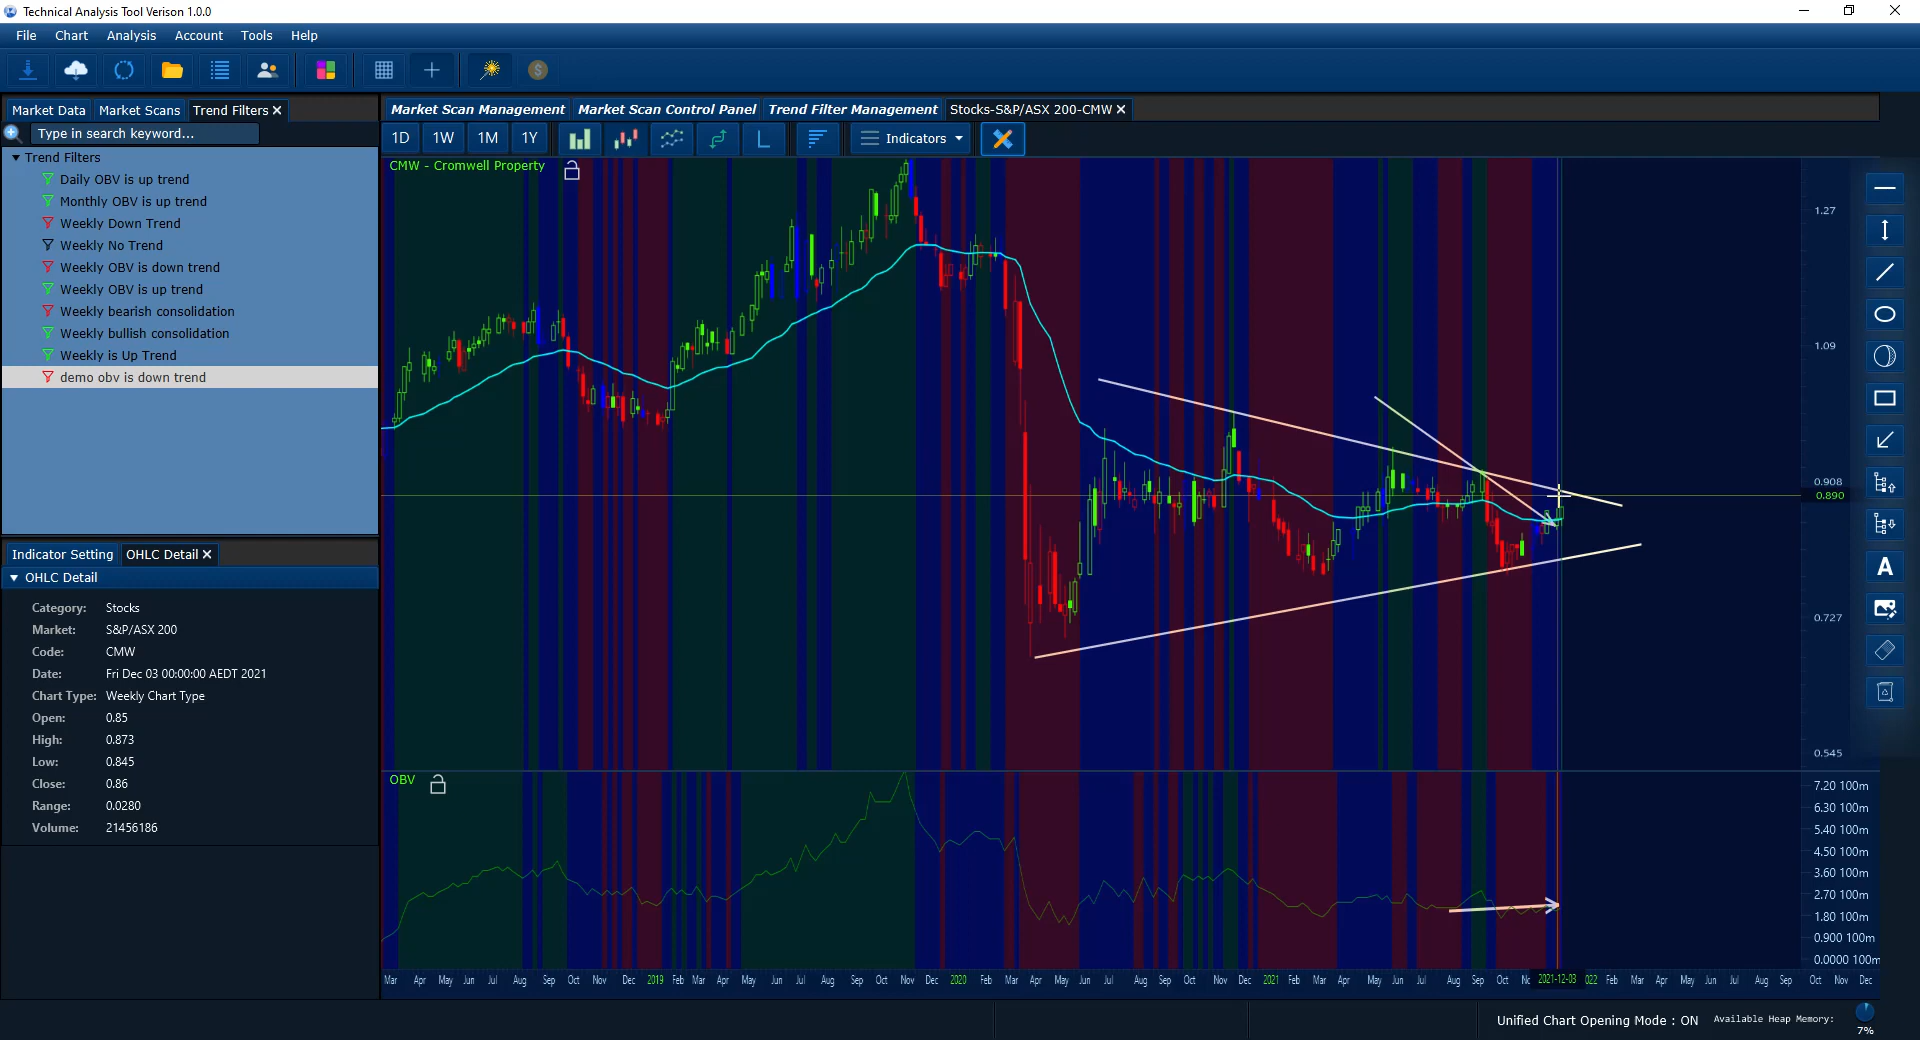 Technical Analysis Tool Verison 1.0.0
File Chart Analysis Account Tools Help
Market Data Market Scans Trend Filters
Market Scan Management Market Scan Control Panel Trend Filter Management Stocks-S&P/ASX 200-CMW
Type in search keyword...
1D 1W 1M 1Y Indicators
Trend Filters
Daily OBV is up trend
Monthly OBV is up trend
Weekly Down Trend
Weekly No Trend
Weekly OBV is down trend
Weekly OBV is up trend
Weekly bearish consolidation
Weekly bullish consolidation
Weekly is Up Trend
demo obv is down trend
Indicator Setting OHLC Detail
OHLC Detail
Category: Stocks
Market: S&P/ASX 200
Code: CMW
Date: Fri Dec 03 00:00:00 AEDT 2021
Chart Type: Weekly Chart Type
Open: 0.85
High: 0.873
Low: 0.845
Close: 0.86
Range: 0.0280
Volume: 21456186
CMW - Cromwell Property
1.27
1.09
0.908
0.890
0.727
0.545
OBV
7.20 100m
6.30 100m
5.40 100m
4.50 100m
3.60 100m
2.70 100m
1.80 100m
0.900 100m
0.0000 100m
Mar Apr May Jun Jul Aug Sep Oct Nov Dec 2019 Feb Mar Apr May Jun Jul Aug Sep Oct Nov Dec 2020 Feb Mar Apr May Jun Jul Aug Sep Oct Nov Dec 2021 Feb Mar Apr May Jun Jul Aug Sep Oct 2021-12-03 022 Feb Mar Apr May Jun Jul Aug Sep Oct Nov Dec
Unified Chart Opening Mode : ON Available Heap Memory:
7%